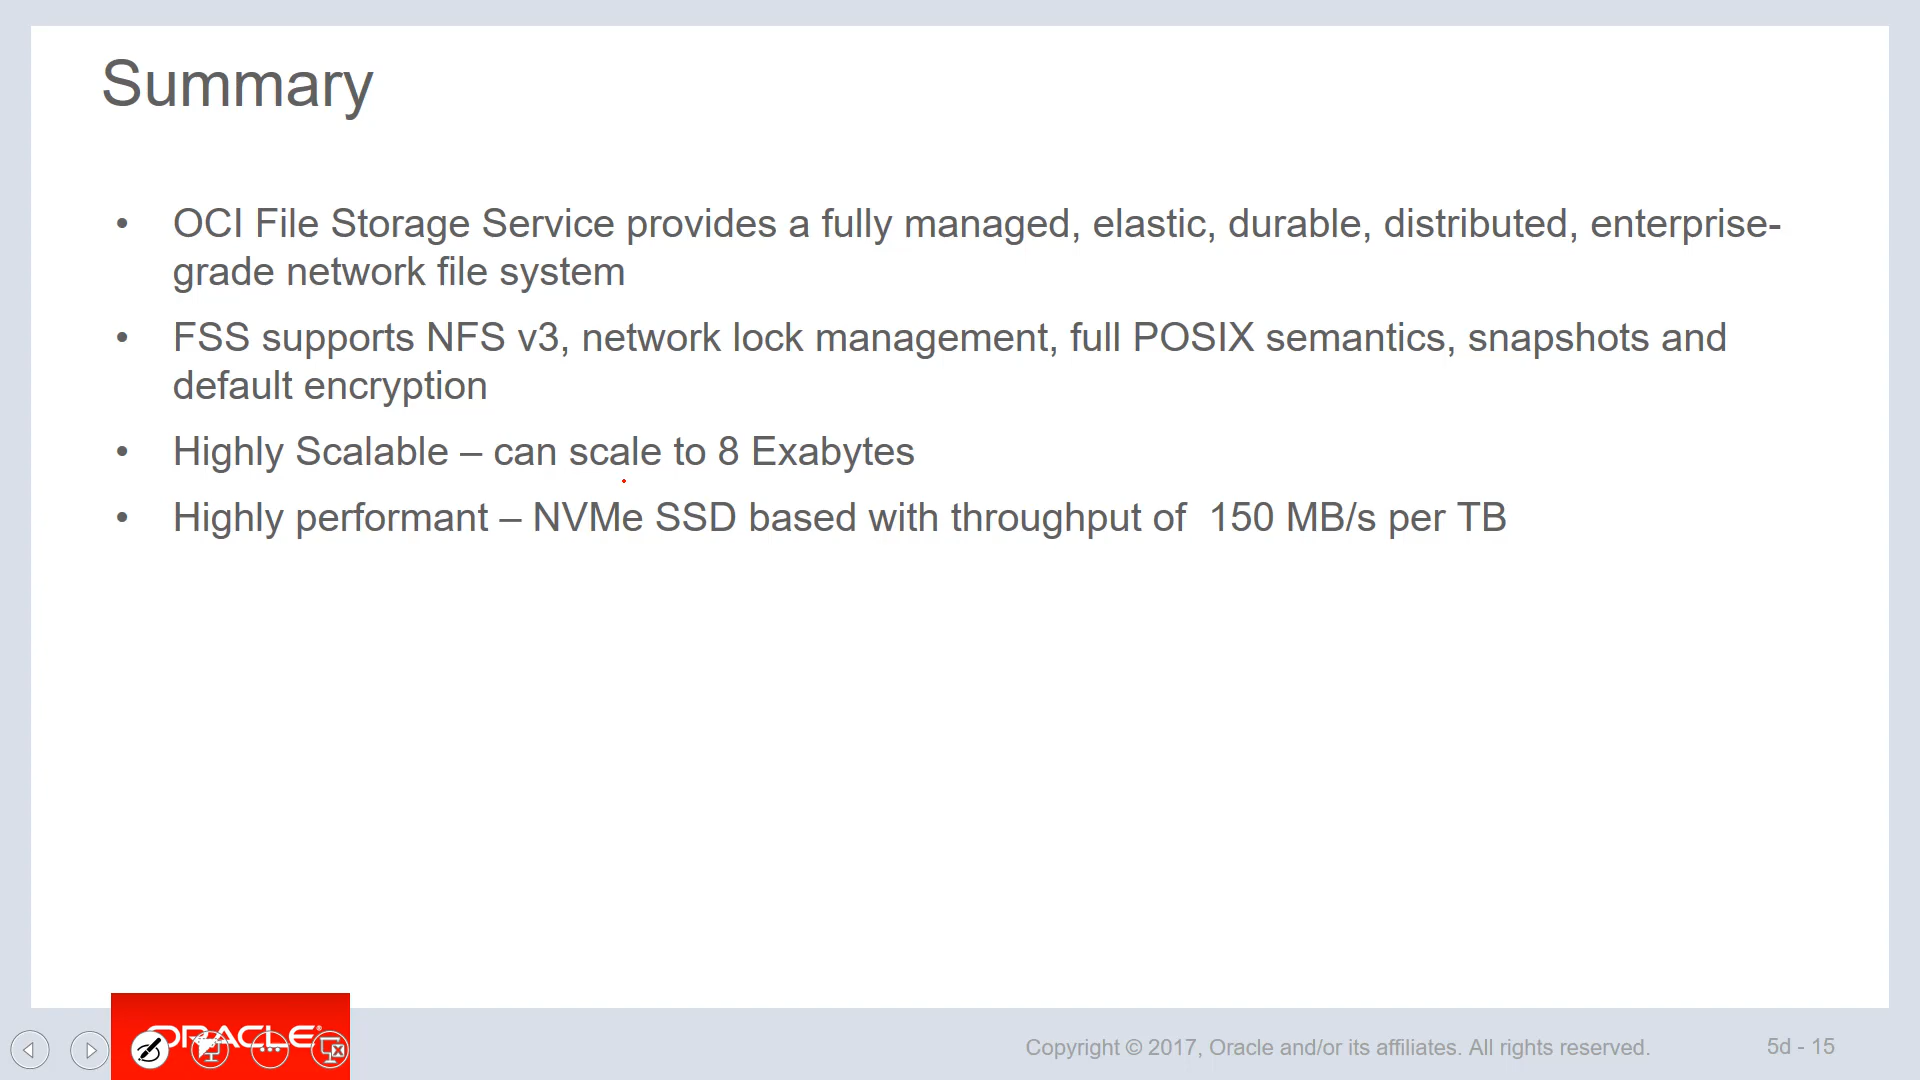 Summary
• OCI File Storage Service provides a fully managed, elastic, durable, distributed, enterprise-
grade network file system
• FSS supports NFS v3, network lock management, full POSIX semantics, snapshots and
default encryption
• Highly Scalable – can scale to 8 Exabytes
• Highly performant – NVMe SSD based with throughput of  150 MB/s per TB
ORACLE®
Copyright © 2017, Oracle and/or its affiliates. All rights reserved.
5d - 15